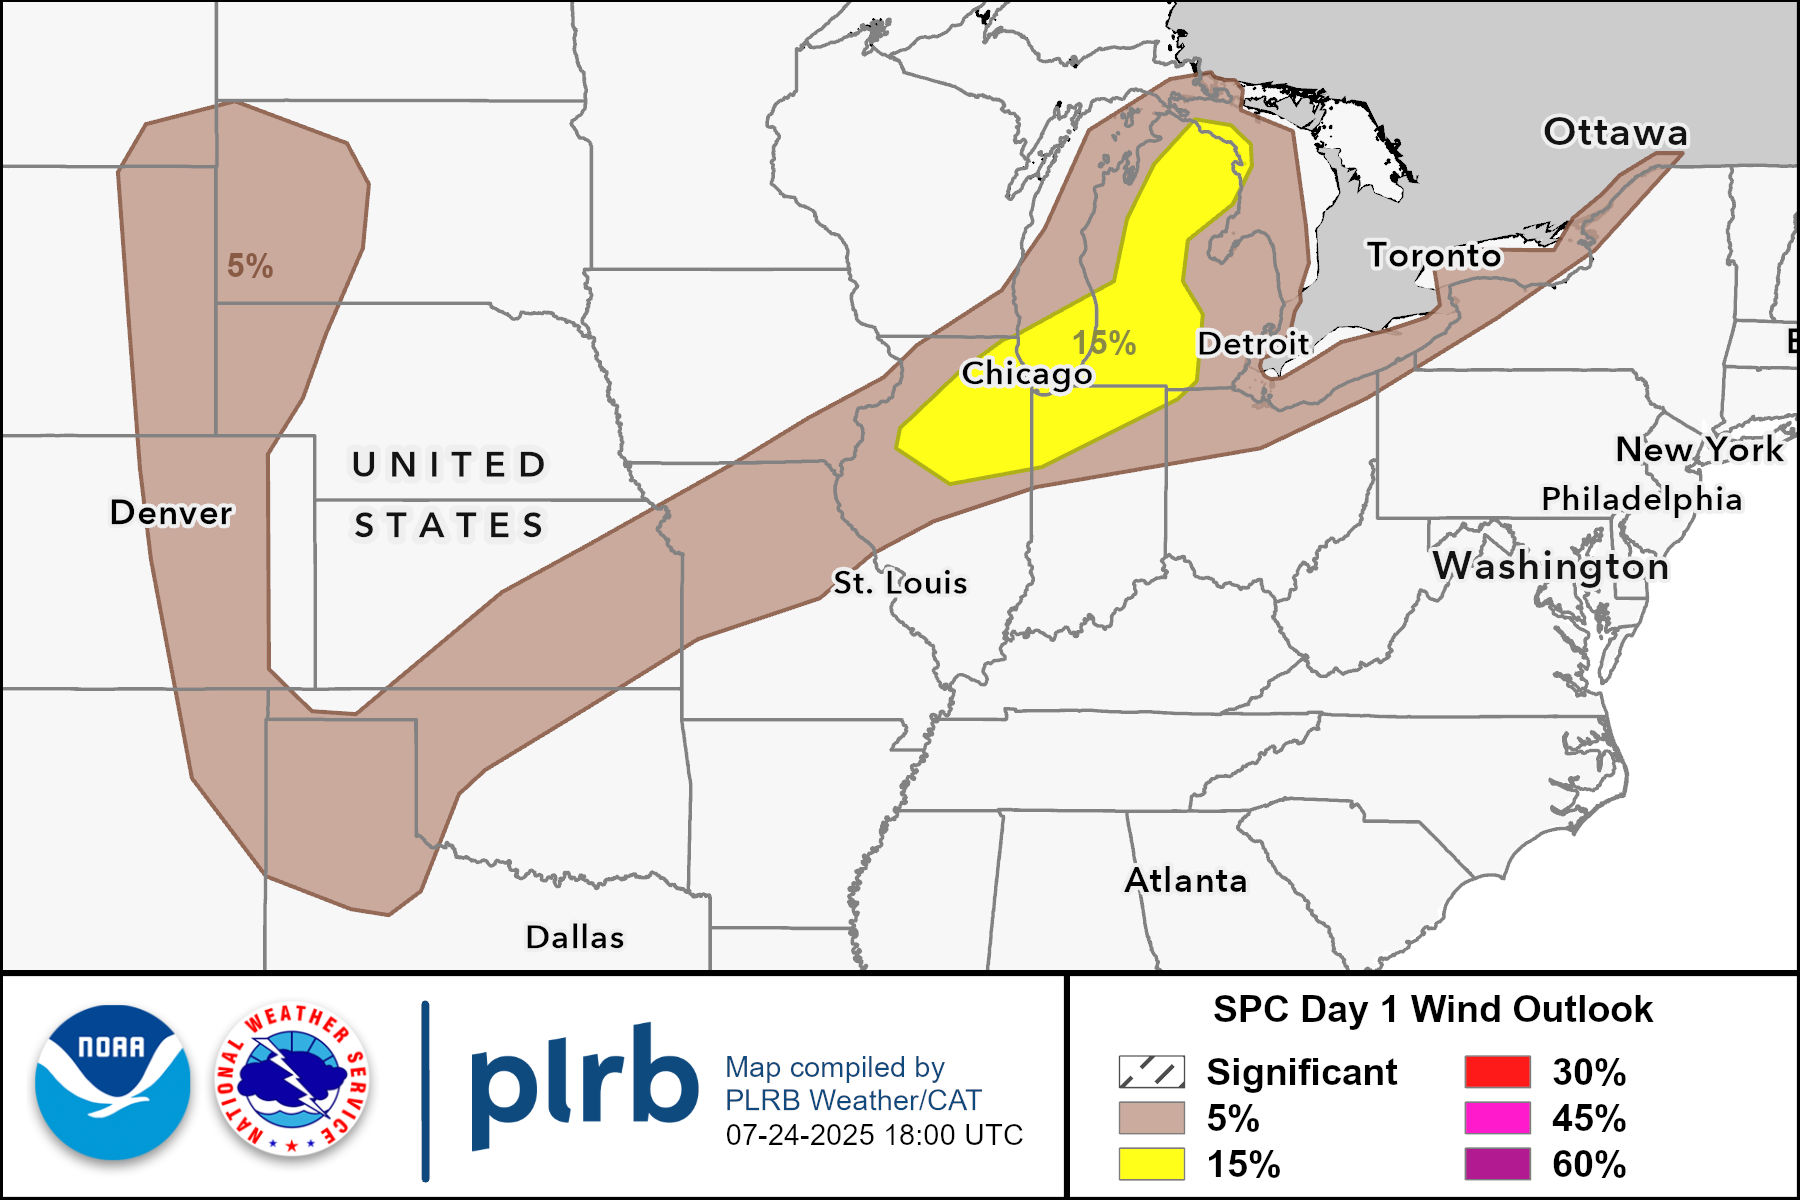 Ottawa
Toronto
5%
15%
Detroit
Chicago
UNITED
STATES
New York
Philadelphia
Denver
Washington
St. Louis
Atlanta
Dallas
NOAA
NATIONAL WEATHER SERVICE
plrb
Map compiled by
PLRB Weather/CAT
07-24-2025 18:00 UTC
SPC Day 1 Wind Outlook
Significant
5%
15%
30%
45%
60%